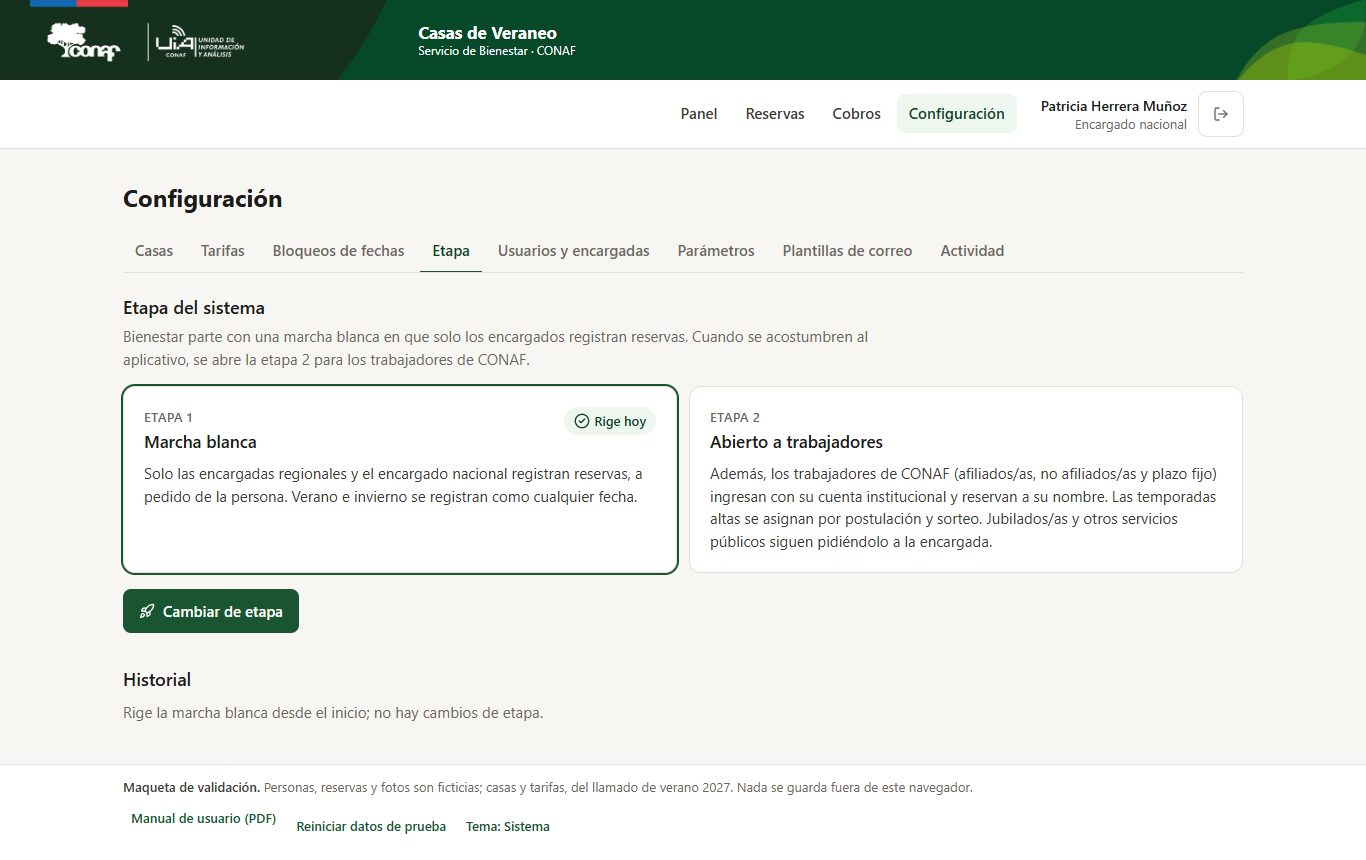 conaf
UIA
CONAF
UNIDAD DE
INFORMACIÓN
Y ANÁLISIS
Casas de Veraneo
Servicio de Bienestar · CONAF
Panel
Reservas
Cobros
Configuración
Patricia Herrera Muñoz
Encargado nacional
Configuración
Casas
Tarifas
Bloqueos de fechas
Etapa
Usuarios y encargadas
Parámetros
Plantillas de correo
Actividad
Etapa del sistema
Bienestar parte con una marcha blanca en que solo los encargados registran reservas. Cuando se acostumbren al
aplicativo, se abre la etapa 2 para los trabajadores de CONAF.
ETAPA 1
Rige hoy
Marcha blanca
Solo las encargadas regionales y el encargado nacional registran reservas, a
pedido de la persona. Verano e invierno se registran como cualquier fecha.
ETAPA 2
Abierto a trabajadores
Además, los trabajadores de CONAF (afiliados/as, no afiliados/as y plazo fijo)
ingresan con su cuenta institucional y reservan a su nombre. Las temporadas
altas se asignan por postulación y sorteo. Jubilados/as y otros servicios
públicos siguen pidiéndolo a la encargada.
Cambiar de etapa
Historial
Rige la marcha blanca desde el inicio; no hay cambios de etapa.
Maqueta de validación. Personas, reservas y fotos son ficticias; casas y tarifas, del llamado de verano 2027. Nada se guarda fuera de este navegador.
Manual de usuario (PDF)
Reiniciar datos de prueba
Tema: Sistema